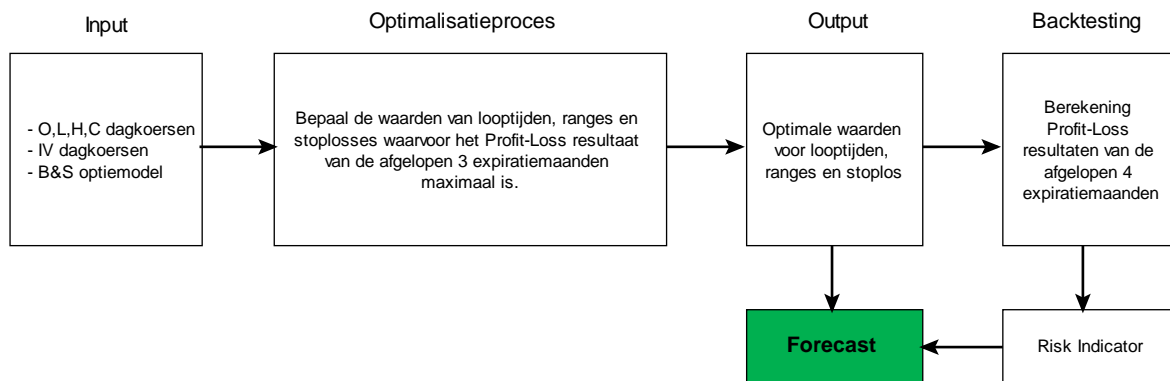 Input
Optimalisatieproces
Output
Backtesting
- O,L,H,C dagkoersen
- IV dagkoersen
- B&S optiemodel
Bepaal de waarden van looptijden, ranges en
stoplosses waarvoor het Profit-Loss resultaat
van de afgelopen 3 expiratiemaanden
maximaal is.
Optimale waarden
voor looptijden,
ranges en stoplos
Berekening
Profit-Loss
resultaten van de
afgelopen 4
expiratiemaanden
Forecast
Risk Indicator